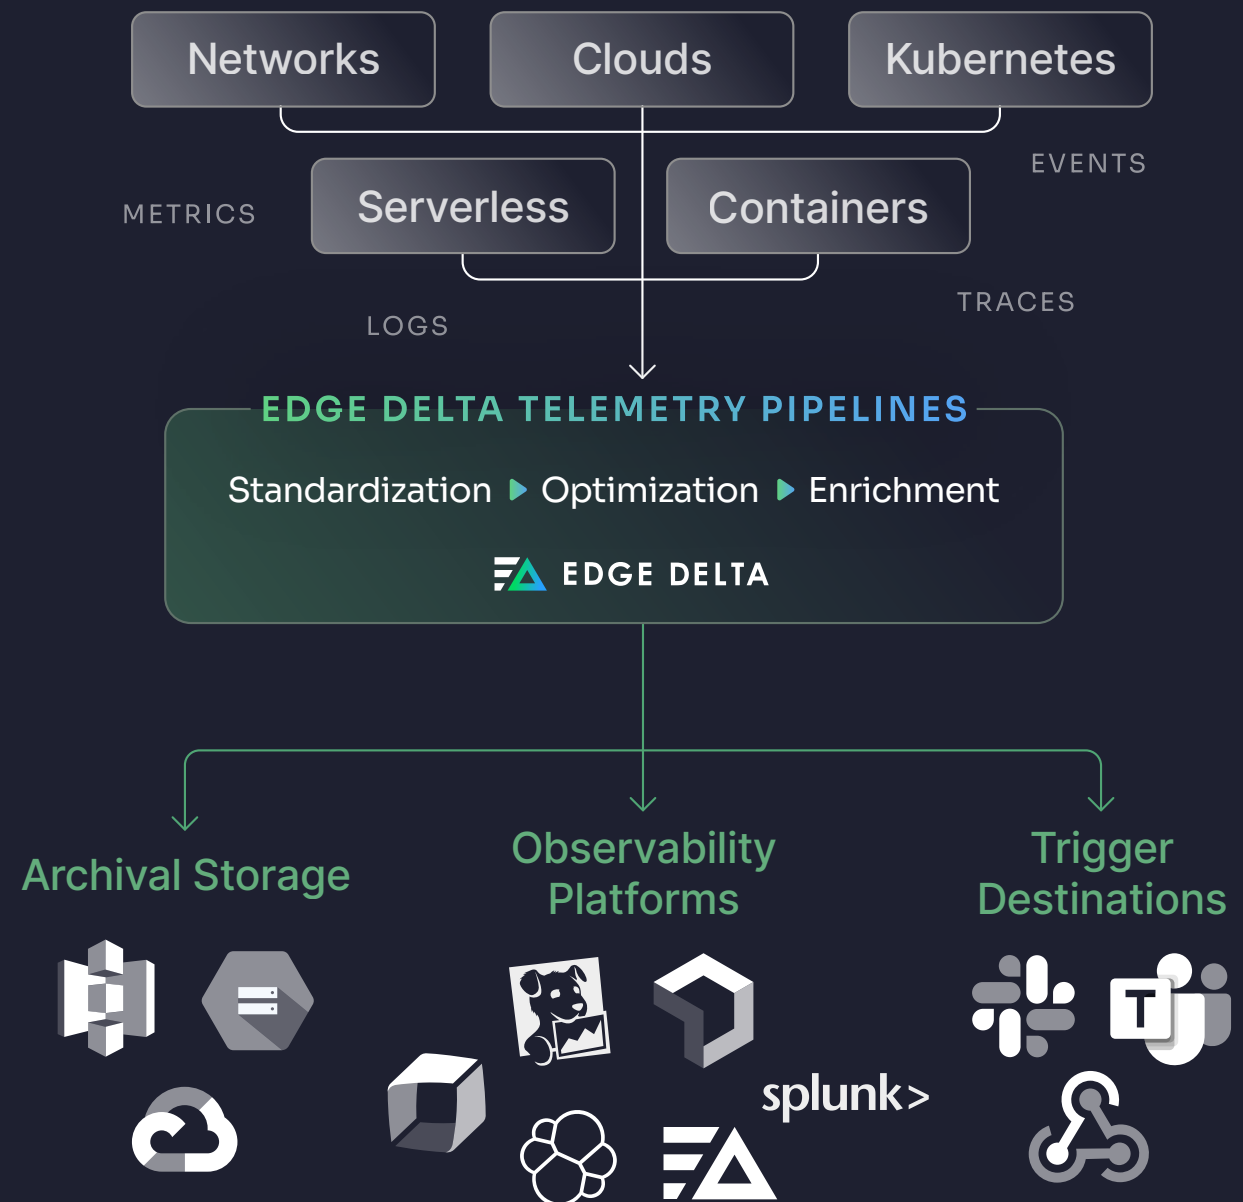 Networks
Clouds
Kubernetes
EVENTS
METRICS
Serverless
Containers
TRACES
LOGS
EDGE DELTA TELEMETRY PIPELINES
Standardization Optimization Enrichment
EDGE DELTA
Archival Storage
Observability
Platforms
Trigger
Destinations
T
splunk>